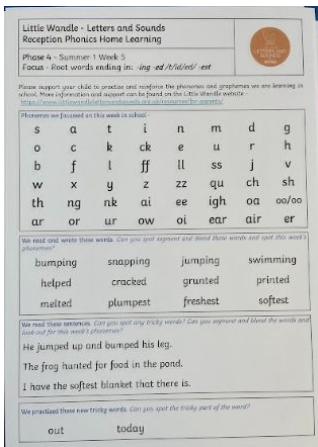 Little Wandle - Letters and Sounds
Reception Phonics Home Learning
Phase 4 - Summer 1 Week 5
Focus - Root words ending in: -ing -ed /t/id/ed/ -est
Please support your child to practise and reinforce the phonemes and graphemes we are learning in
school. More information and support can be found on the Little Wandle website -
https://www.littlewandlelettersandsounds.org.uk/resources/for-parents/
Phonemes we focused on this week in school -
s a t i n m d g
o c k ck e u r h
b f l ff ll ss j v
w x y z zz qu ch sh
th ng nk ai ee igh oa oo/oo
ar or ur ow oi ear air er
We read and wrote these words. Can you spot segment and blend these words and spot this week's
phonemes?
bumping snapping jumping swimming
helped cracked grunted printed
melted plumpest freshest softest
We read these sentences. Can you spot any tricky words? Can you segment and blend the words and
look out for this week's phonemes?
He jumped up and bumped his leg.
The frog hunted for food in the pond.
I have the softest blanket that there is.
We practised these new tricky words. Can you spot the tricky part of the word?
out today